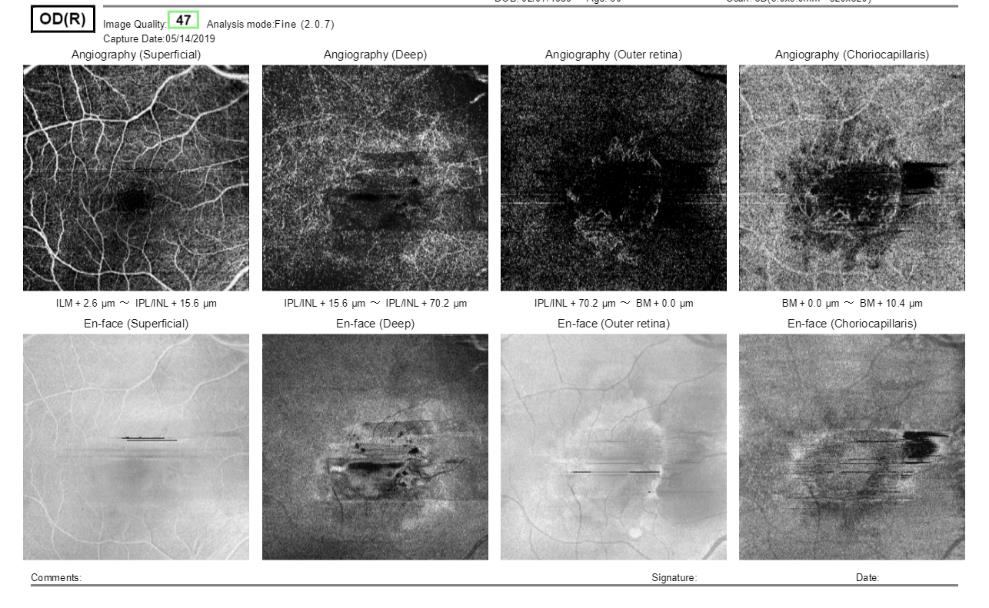 OD(R)
Image Quality: 47 Analysis mode:Fine (2.0.7)
Capture Date:05/14/2019
Angiography (Superficial) Angiography (Deep) Angiography (Outer retina) Angiography (Choriocapillaris)
ILM + 2.6 µm ~ IPL/INL + 15.6 µm IPL/INL + 15.6 µm ~ IPL/INL + 70.2 µm IPL/INL + 70.2 µm ~ BM + 0.0 µm BM + 0.0 µm ~ BM + 10.4 µm
En-face (Superficial) En-face (Deep) En-face (Outer retina) En-face (Choriocapillaris)
Comments: Signature: Date: